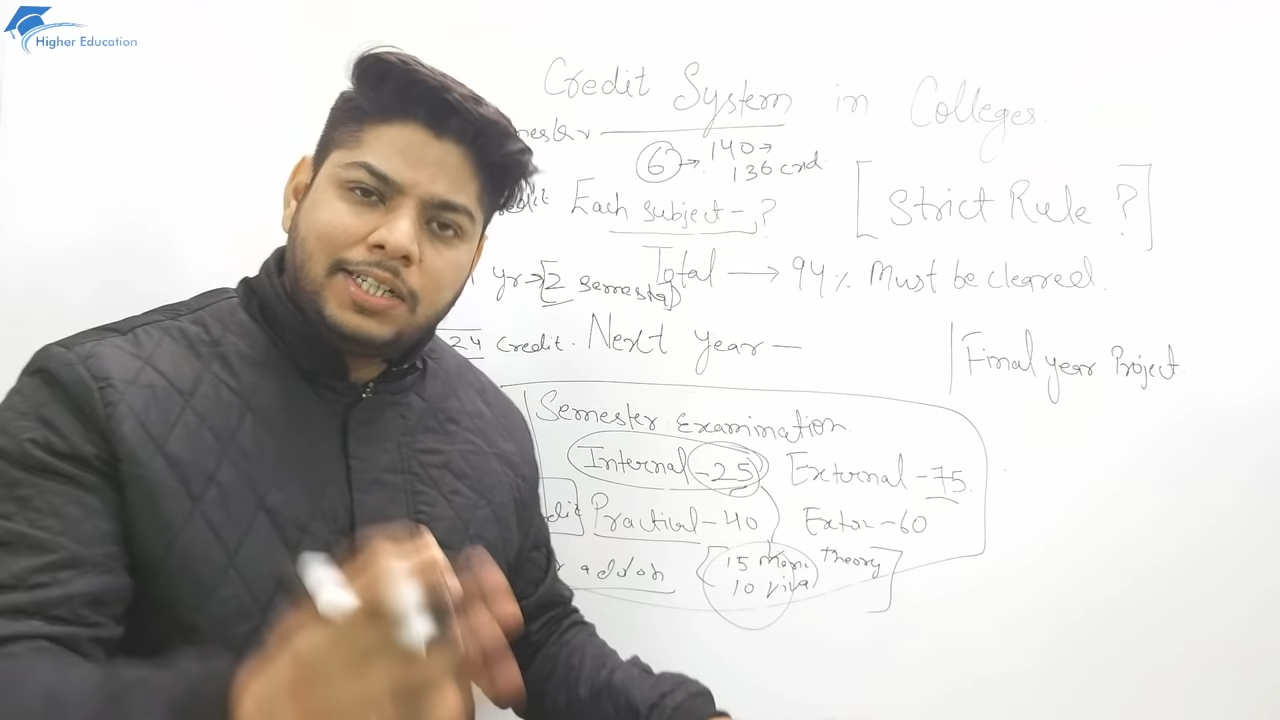 Higher Education
Credit System in Colleges.
6 → 140 →
136 crd
Each subject - ?
[Strict Rule ?]
Total → 94% Must be cleared.
yr → [2 semester]
24 credit. Next year —
Final year Project.
Semester Examination
Internal - 25 External - 75
Practical - 40 Exter - 60
addon [15 Marks theory
10 viva]